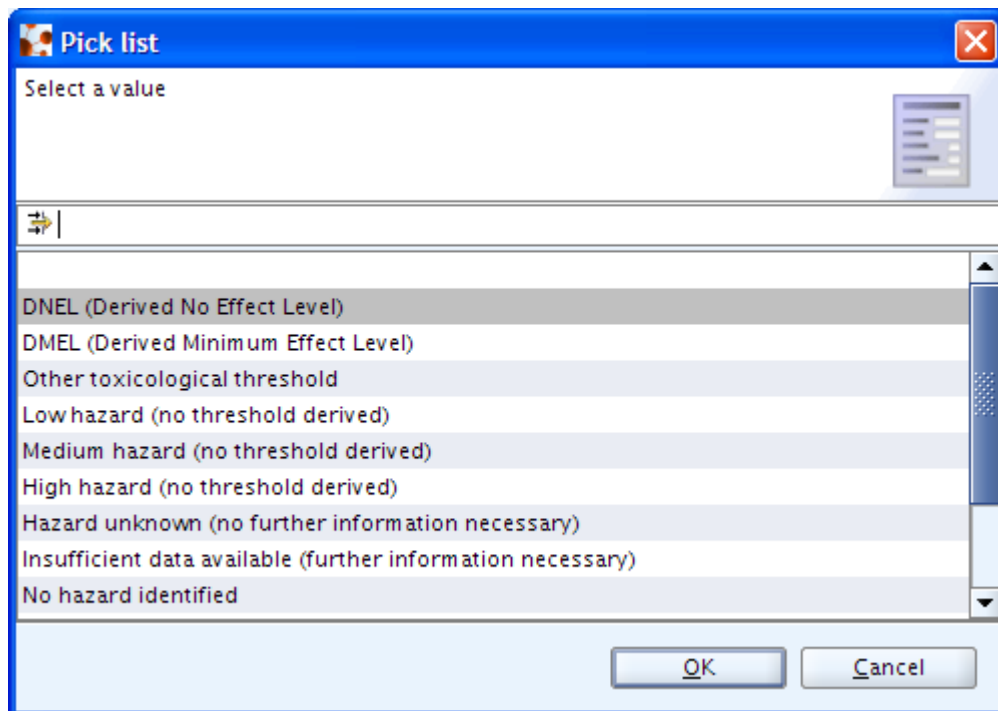 Pick list
Select a value
DNEL (Derived No Effect Level)
DMEL (Derived Minimum Effect Level)
Other toxicological threshold
Low hazard (no threshold derived)
Medium hazard (no threshold derived)
High hazard (no threshold derived)
Hazard unknown (no further information necessary)
Insufficient data available (further information necessary)
No hazard identified
OK
Cancel